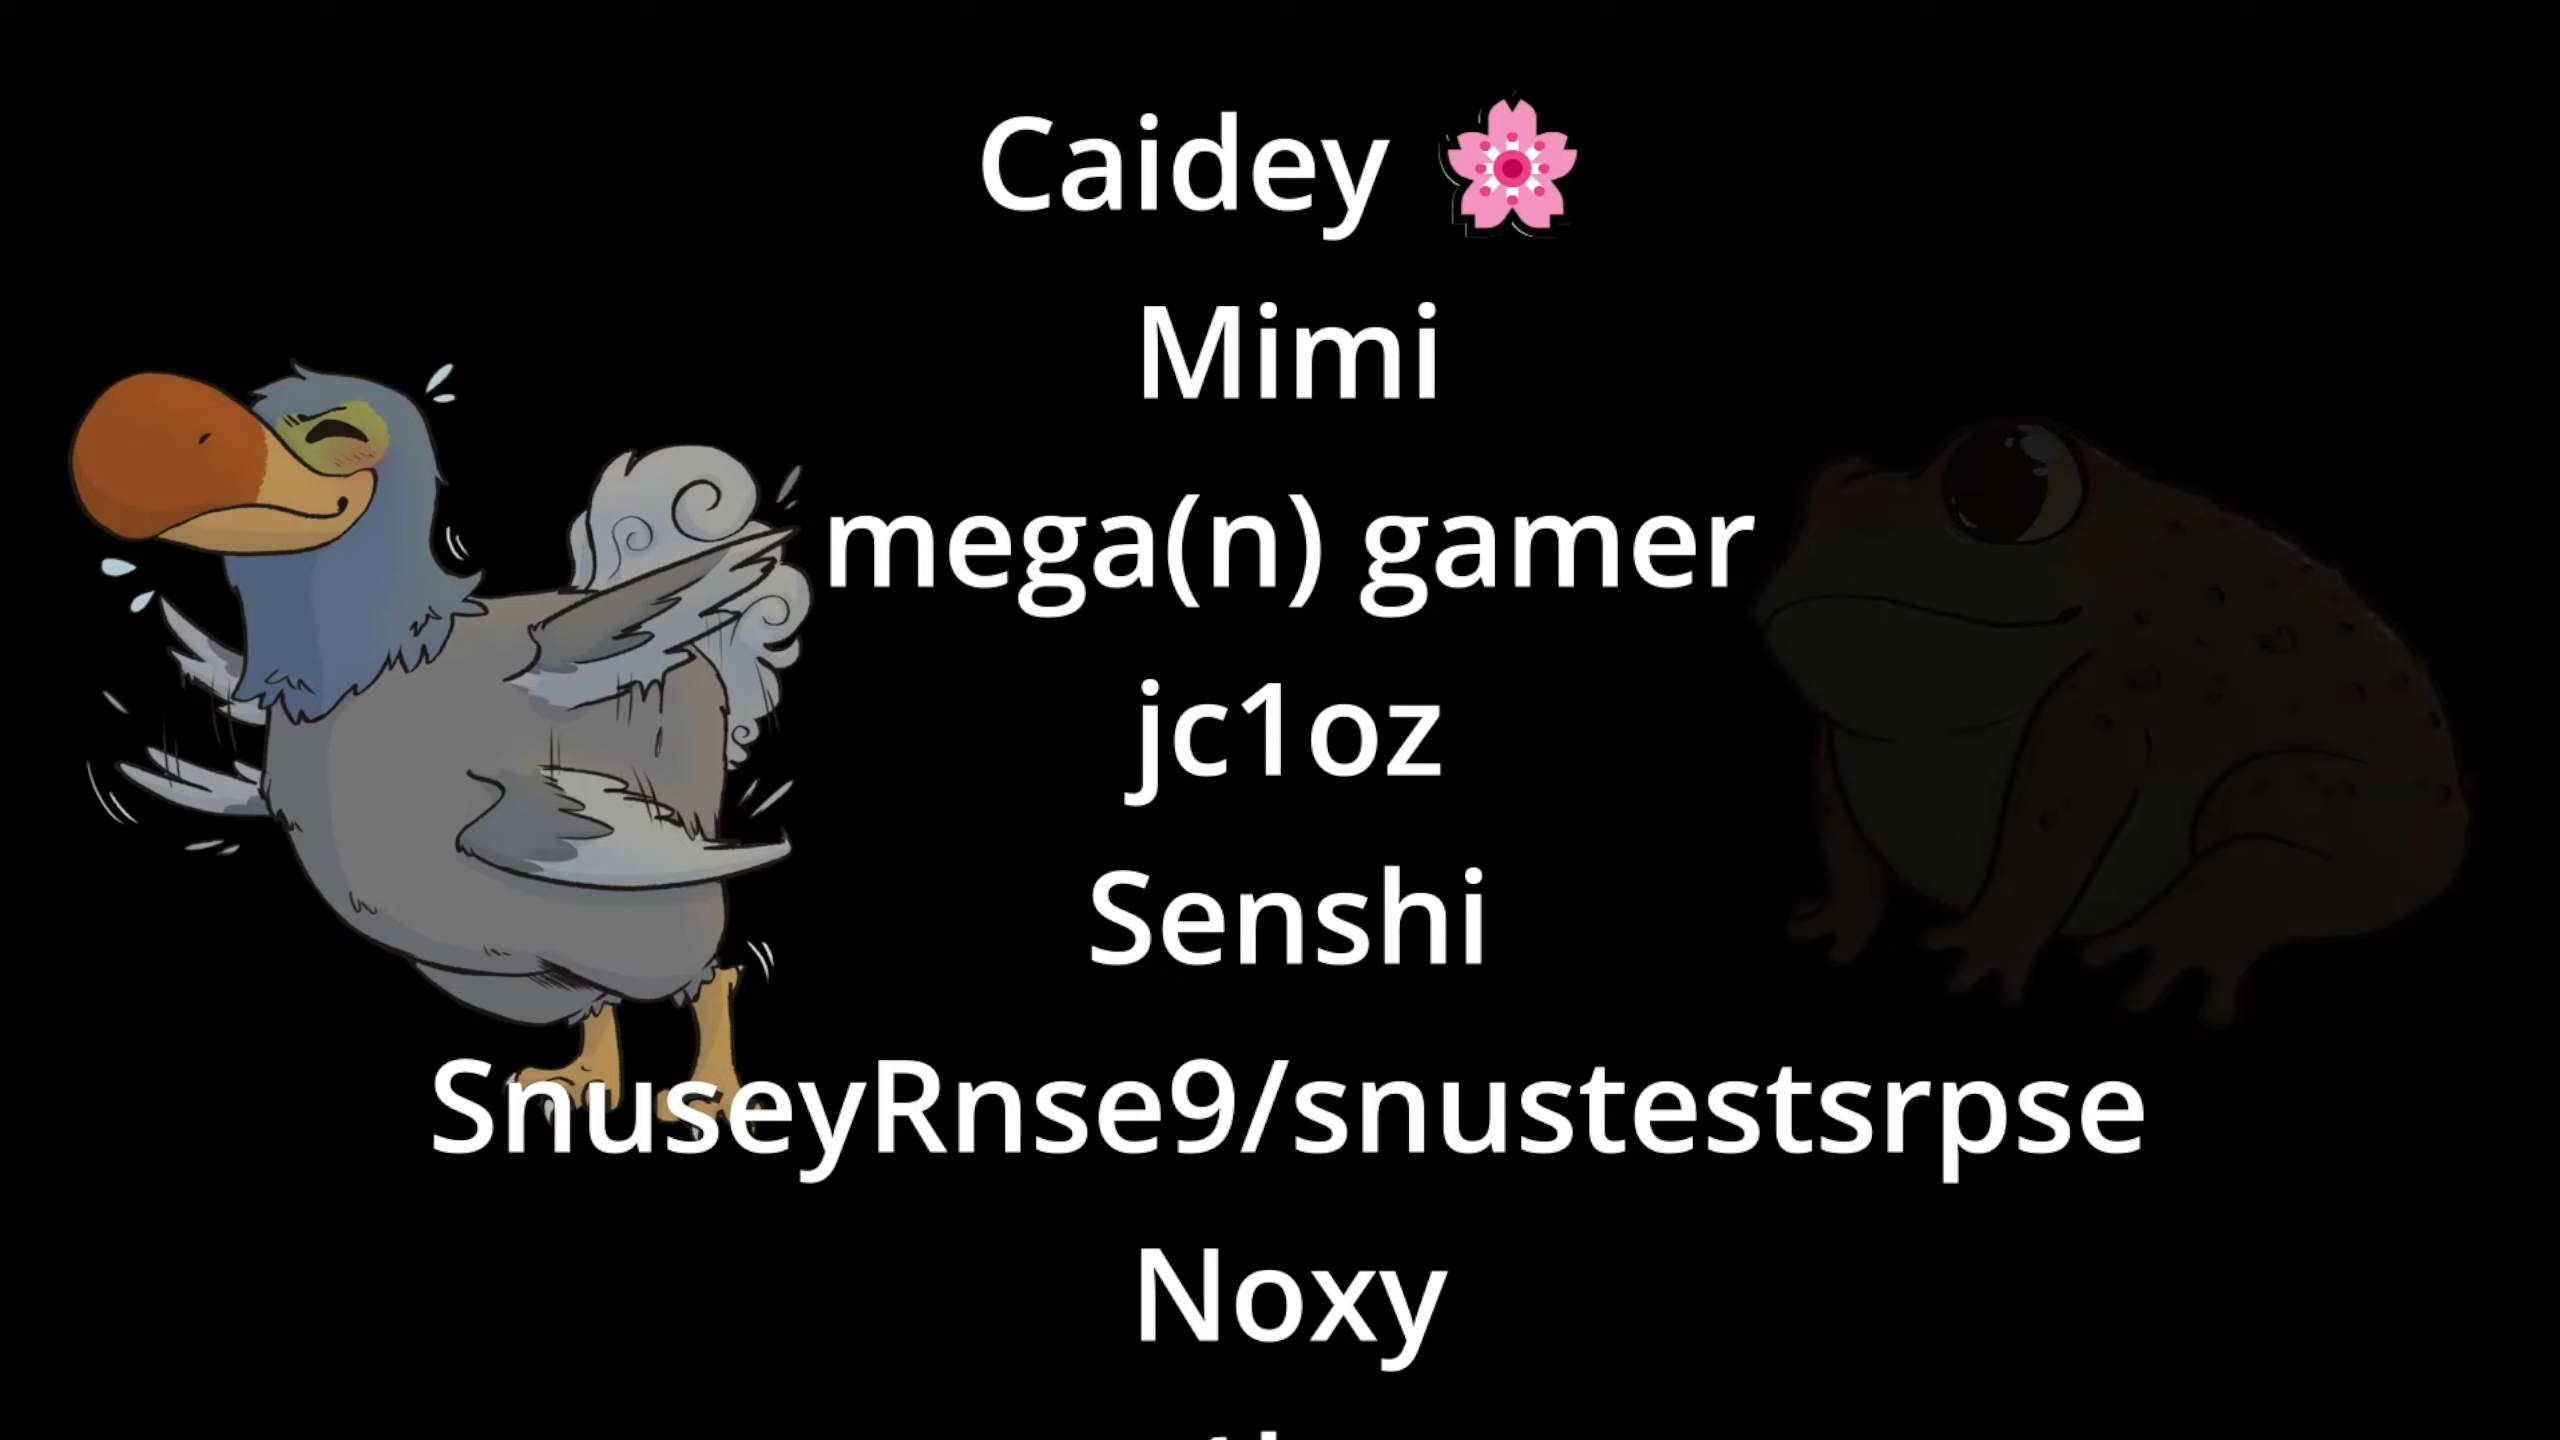 Caidey 🌸
Mimi
mega(n) gamer
jc1oz
Senshi
SnuseyRnse9/snustestsrpse
Noxy